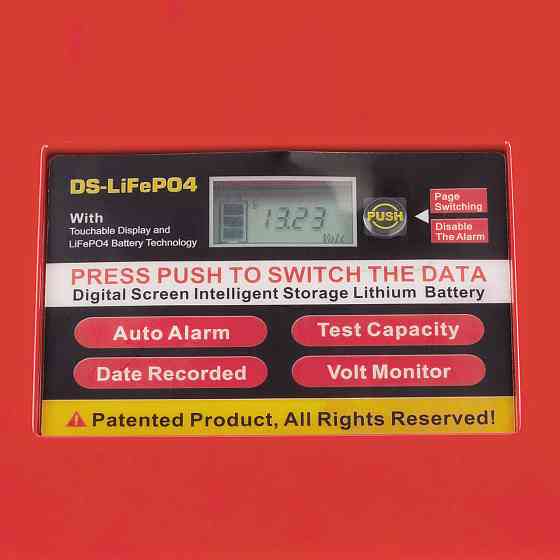 DS-LiFePO4
With
Touchable Display and
LiFePO4 Battery Technology
13.23
Volt
PUSH
Page
Switching
Disable
The Alarm
PRESS PUSH TO SWITCH THE DATA
Digital Screen Intelligent Storage Lithium Battery
Auto Alarm
Test Capacity
Date Recorded
Volt Monitor
Patented Product, All Rights Reserved!